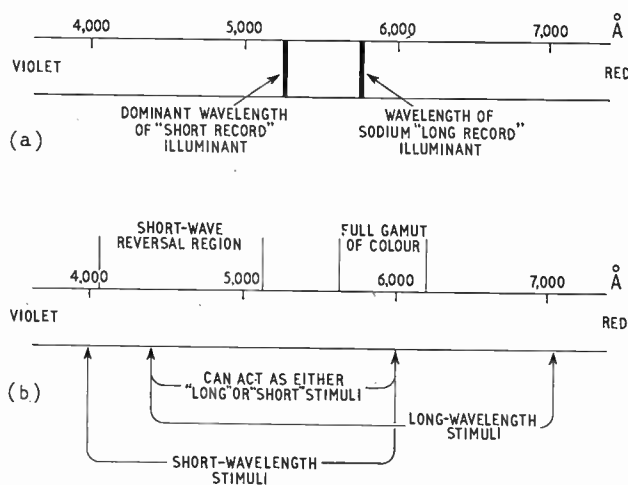 4,000 5,000 6,000 7,000 Å
VIOLET RED
DOMINANT WAVELENGTH
OF "SHORT RECORD"
ILLUMINANT
WAVELENGTH OF
SODIUM "LONG RECORD"
ILLUMINANT
(a)
SHORT-WAVE
REVERSAL REGION
FULL GAMUT
OF COLOUR
4,000 5,000 6,000 7,000 Å
VIOLET RED
CAN ACT AS EITHER
"LONG" OR "SHORT" STIMULI
(b)
LONG-WAVELENGTH
STIMULI
SHORT-WAVELENGTH
STIMULI